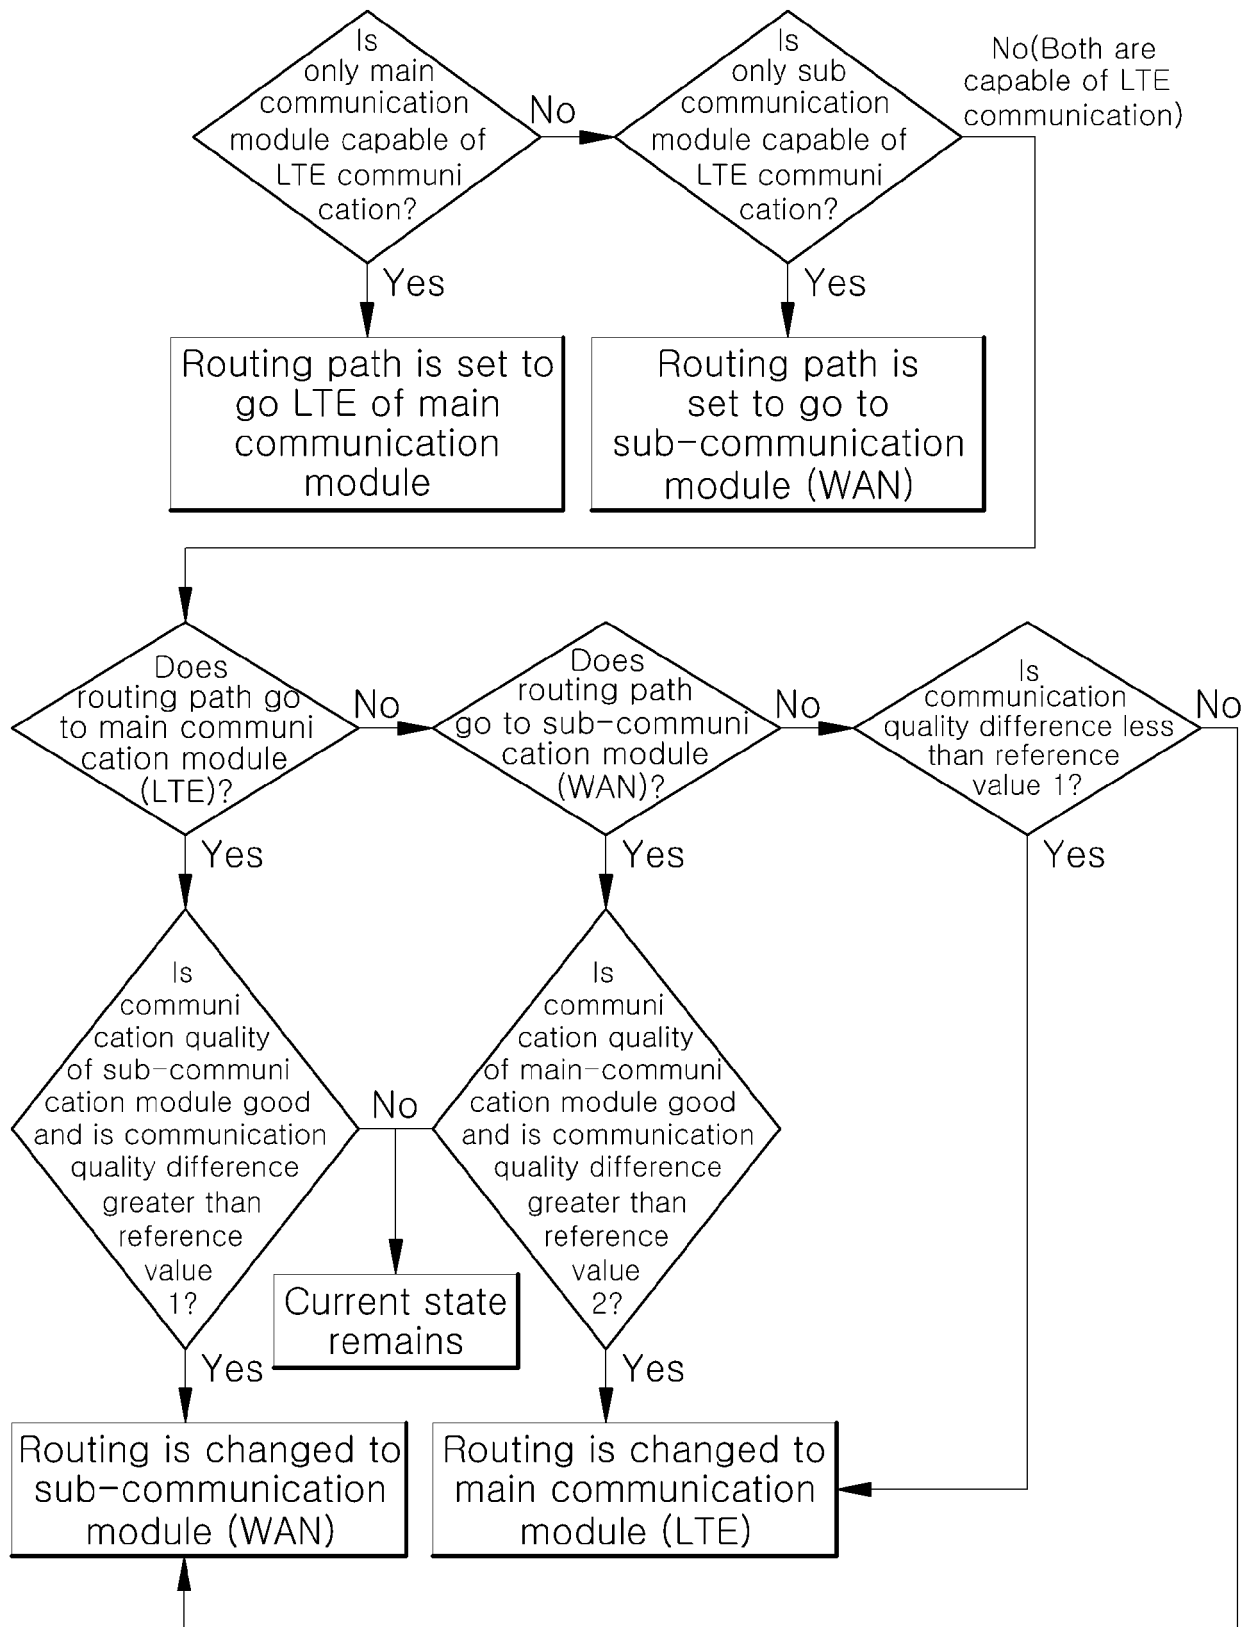 Is
only main
communication
module capable of
LTE communi
cation?
No
Is
only sub
communication
module capable of
LTE communi
cation?
No(Both are
capable of LTE
communication)
Yes
Yes
Routing path is set to
go LTE of main
communication
module
Routing path is
set to go to
sub-communication
module (WAN)
Does
routing path go
to main communi
cation module
(LTE)?
No
Does
routing path
go to sub-communi
cation module
(WAN)?
No
Is
communication
quality difference less
than reference
value 1?
No
Yes
Yes
Yes
Is
communi
cation quality
of sub-communi
cation module good
and is communication
quality difference
greater than
reference
value
1?
No
Is
communi
cation quality
of main-communi
cation module good
and is communication
quality difference
greater than
reference
value
2?
Current state
remains
Yes
Yes
Routing is changed to
sub-communication
module (WAN)
Routing is changed to
main communication
module (LTE)